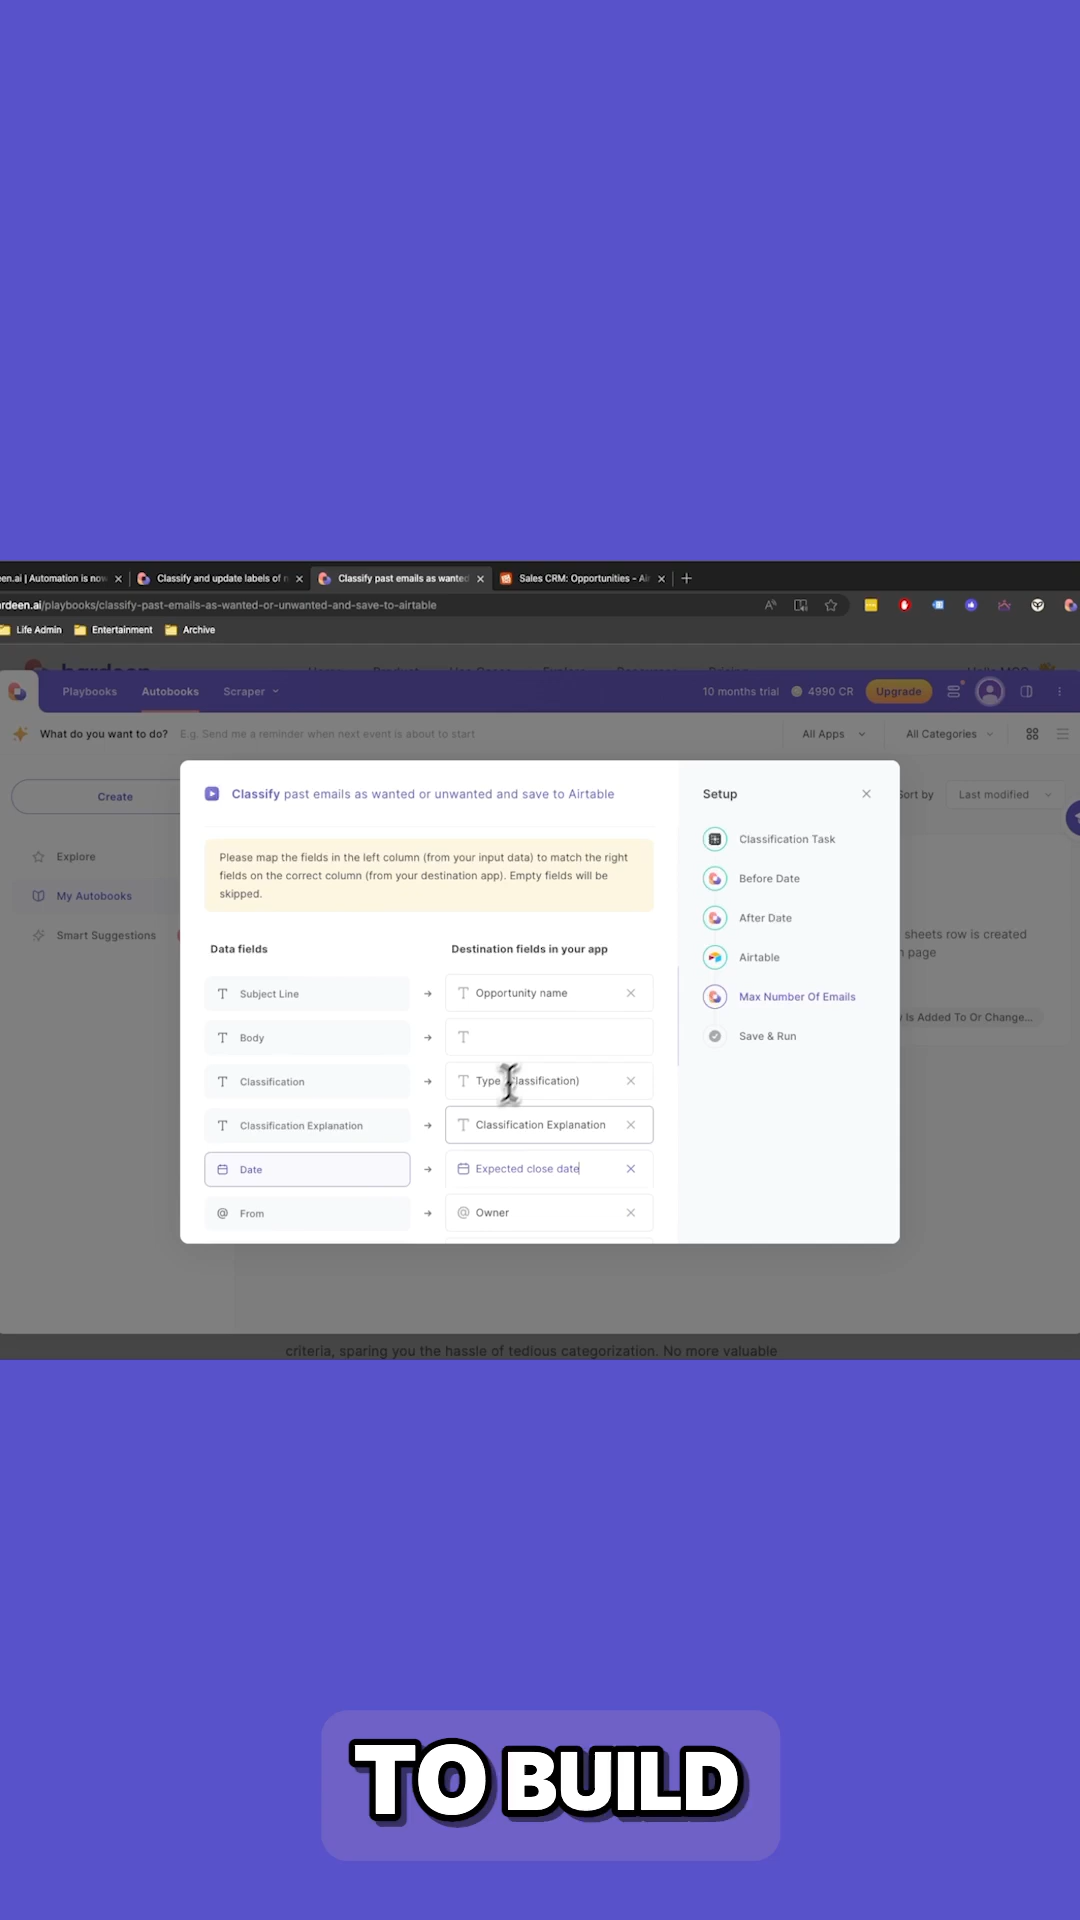 een.ai | Automation is now
Classify and update labels of
Classify past emails as wanted
Sales CRM: Opportunities - Ai
rdeen.ai/playbooks/classify-past-emails-as-wanted-or-unwanted-and-save-to-airtable
Life Admin
Entertainment
Archive
Playbooks
Autobooks
Scraper
10 months trial
4990 CR
Upgrade
What do you want to do?
E.g. Send me a reminder when next event is about to start
All Apps
All Categories
Create
Classify past emails as wanted or unwanted and save to Airtable
Setup
Sort by
Last modified
Explore
My Autobooks
Smart Suggestions
Please map the fields in the left column (from your input data) to match the right
fields on the correct column (from your destination app). Empty fields will be
skipped.
Data fields
Destination fields in your app
Subject Line
Opportunity name
Body
Classification
Type lassification)
Classification Explanation
Classification Explanation
Date
Expected close date
From
@ Owner
Classification Task
Before Date
After Date
Airtable
Max Number Of Emails
Save & Run
sheets row is created
page
Is Added To Or Change...
criteria, sparing you the hassle of tedious categorization. No more valuable
TO BUILD